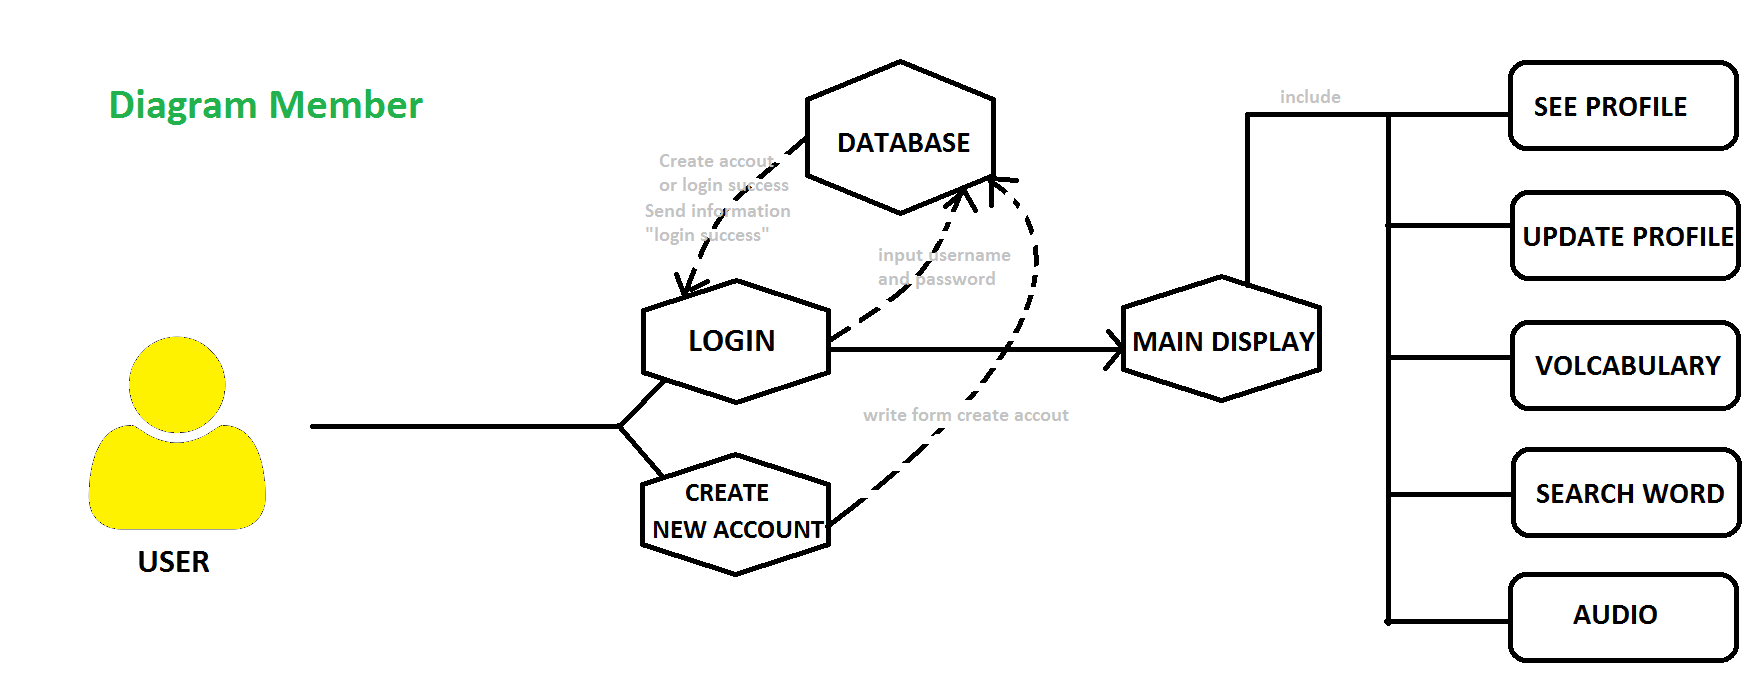 Diagram Member
DATABASE
Create accout
or login success
Send information
"login success"
input username
and password
LOGIN
MAIN DISPLAY
write form create accout
CREATE
NEW ACCOUNT
USER
include
SEE PROFILE
UPDATE PROFILE
VOLCABULARY
SEARCH WORD
AUDIO